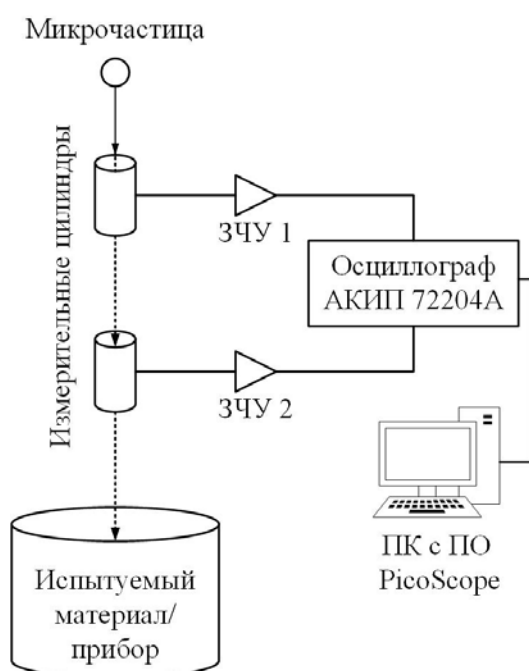 Микрочастица
Измерительные цилиндры
ЗЧУ 1
Осциллограф
АКИП 72204А
ЗЧУ 2
ПК с ПО
PicoScope
Испытуемый
материал/
прибор